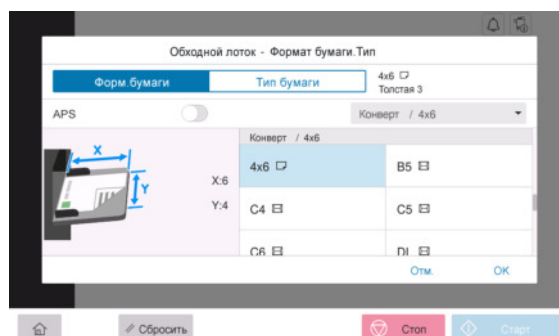 Обходной лоток - Формат бумаги.Тип
Форм.бумаги
Тип бумаги
4x6
Толстая 3
APS
Конверт / 4x6
Конверт / 4x6
X
Y
X:6
Y:4
4x6
B5
C4
C5
C6
DL
Отм.
OK
Сбросить
Стоп
Старт